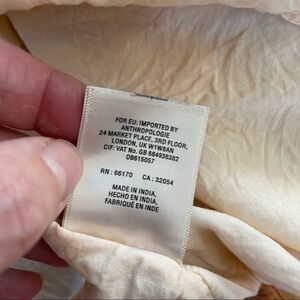 FOR EU: IMPORTED BY
ANTHROPOLOGIE
24 MARKET PLACE, 3RD FLOOR,
LONDON, UK W1W8AN
CIF: VAT No. GB 684938382
OB615057
RN : 66170 CA : 32054
MADE IN INDIA,
HECHO EN INDIA,
FABRIQUÉ EN INDE